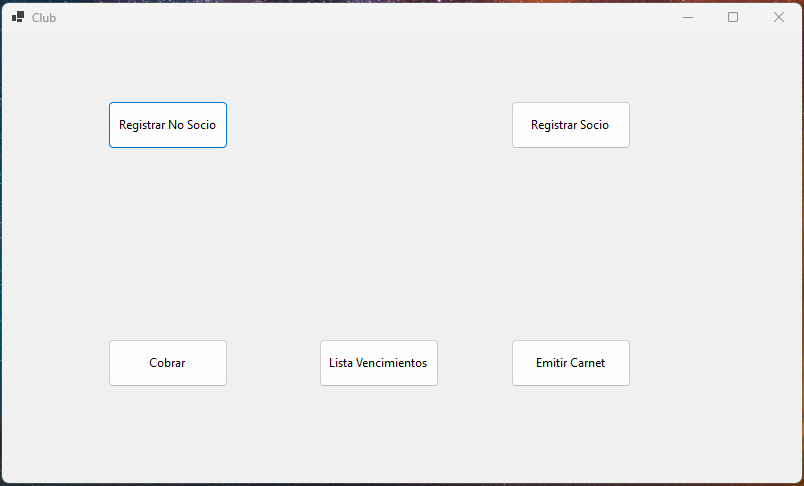 Club
Registrar No Socio
Registrar Socio
Cobrar
Lista Vencimientos
Emitir Carnet